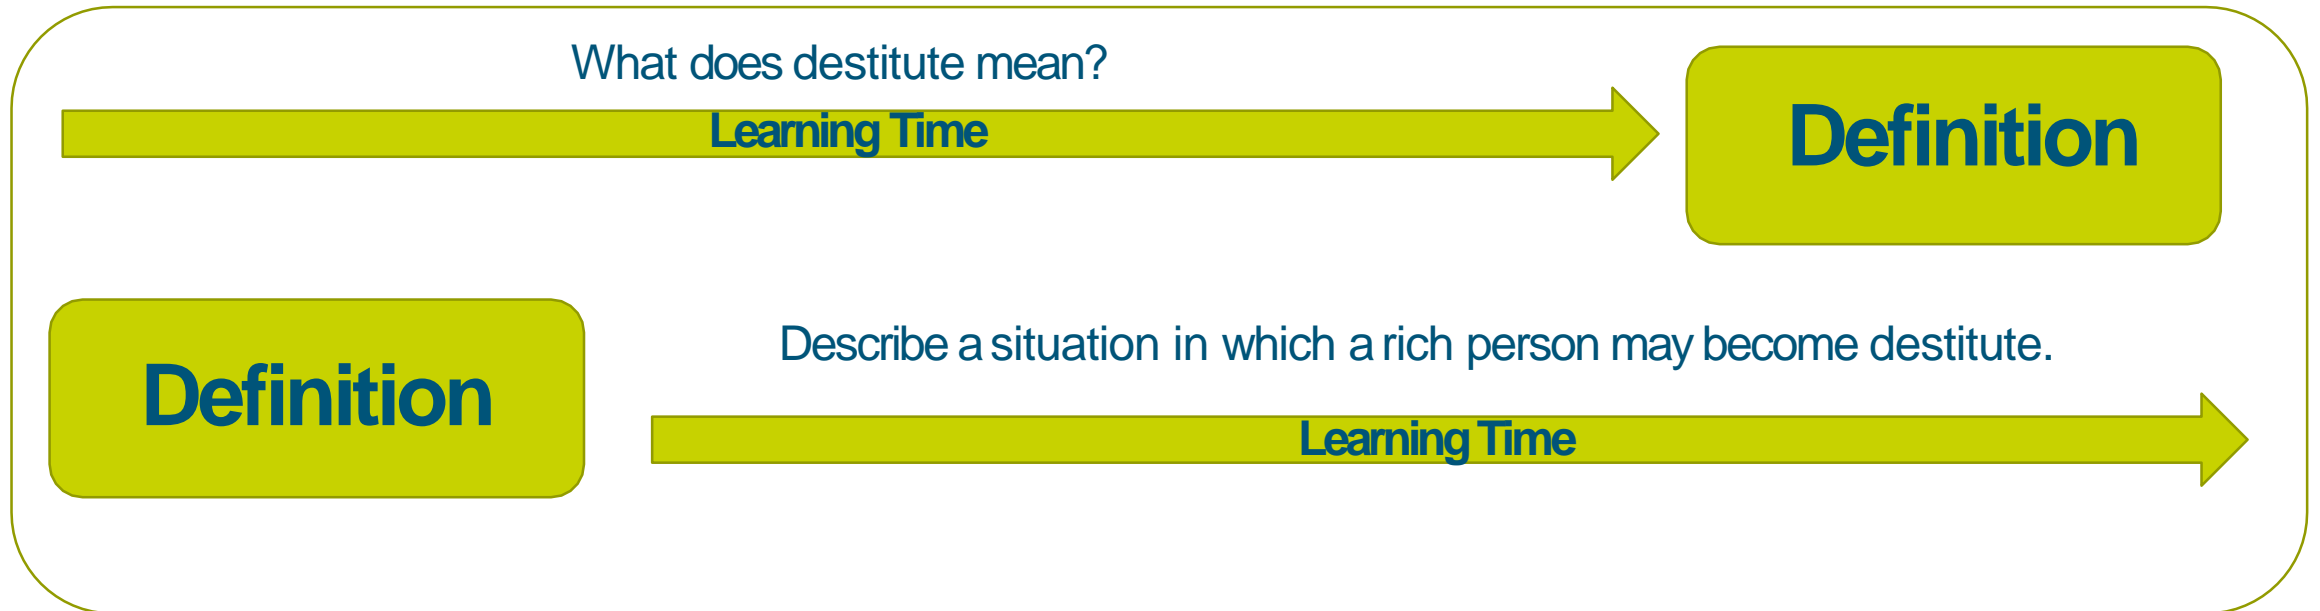 What does destitute mean?
Learning Time
Definition
Definition
Describe a situation in which a rich person may become destitute.
Learning Time